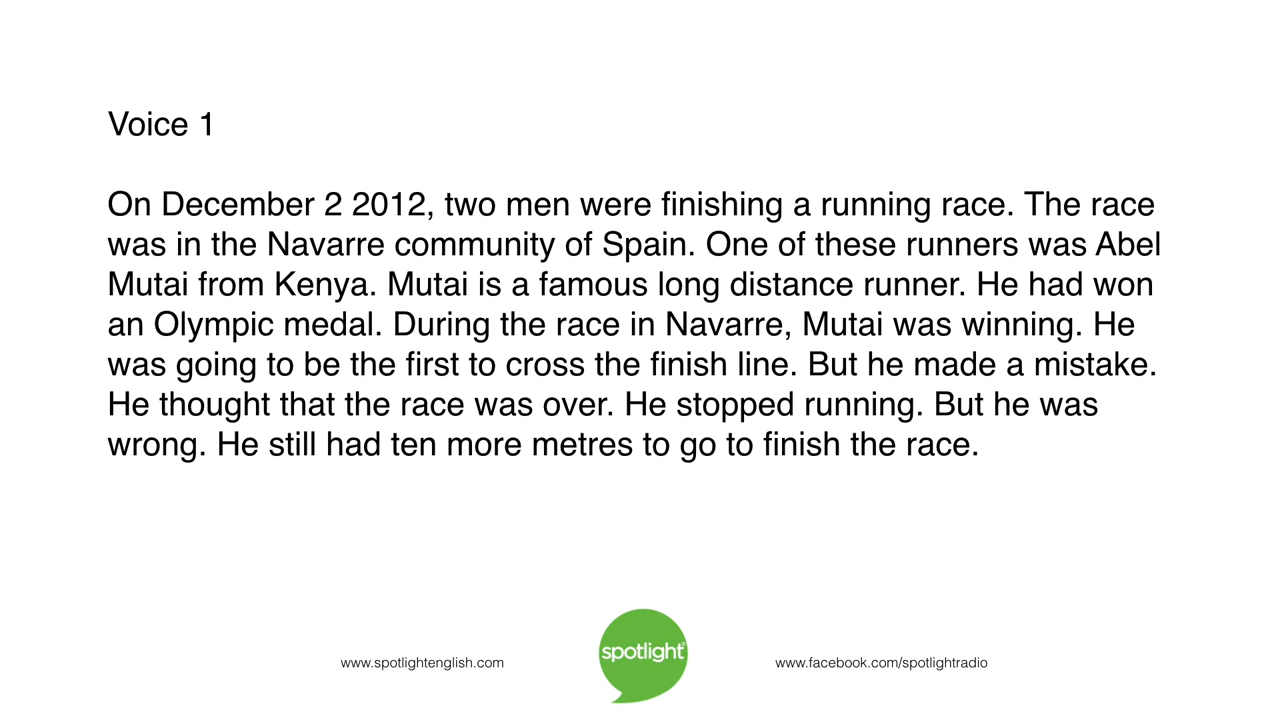 Voice 1
On December 2 2012, two men were finishing a running race. The race
was in the Navarre community of Spain. One of these runners was Abel
Mutai from Kenya. Mutai is a famous long distance runner. He had won
an Olympic medal. During the race in Navarre, Mutai was winning. He
was going to be the first to cross the finish line. But he made a mistake.
He thought that the race was over. He stopped running. But he was
wrong. He still had ten more metres to go to finish the race.
www.spotlightenglish.com
spotlight®
www.facebook.com/spotlightradio